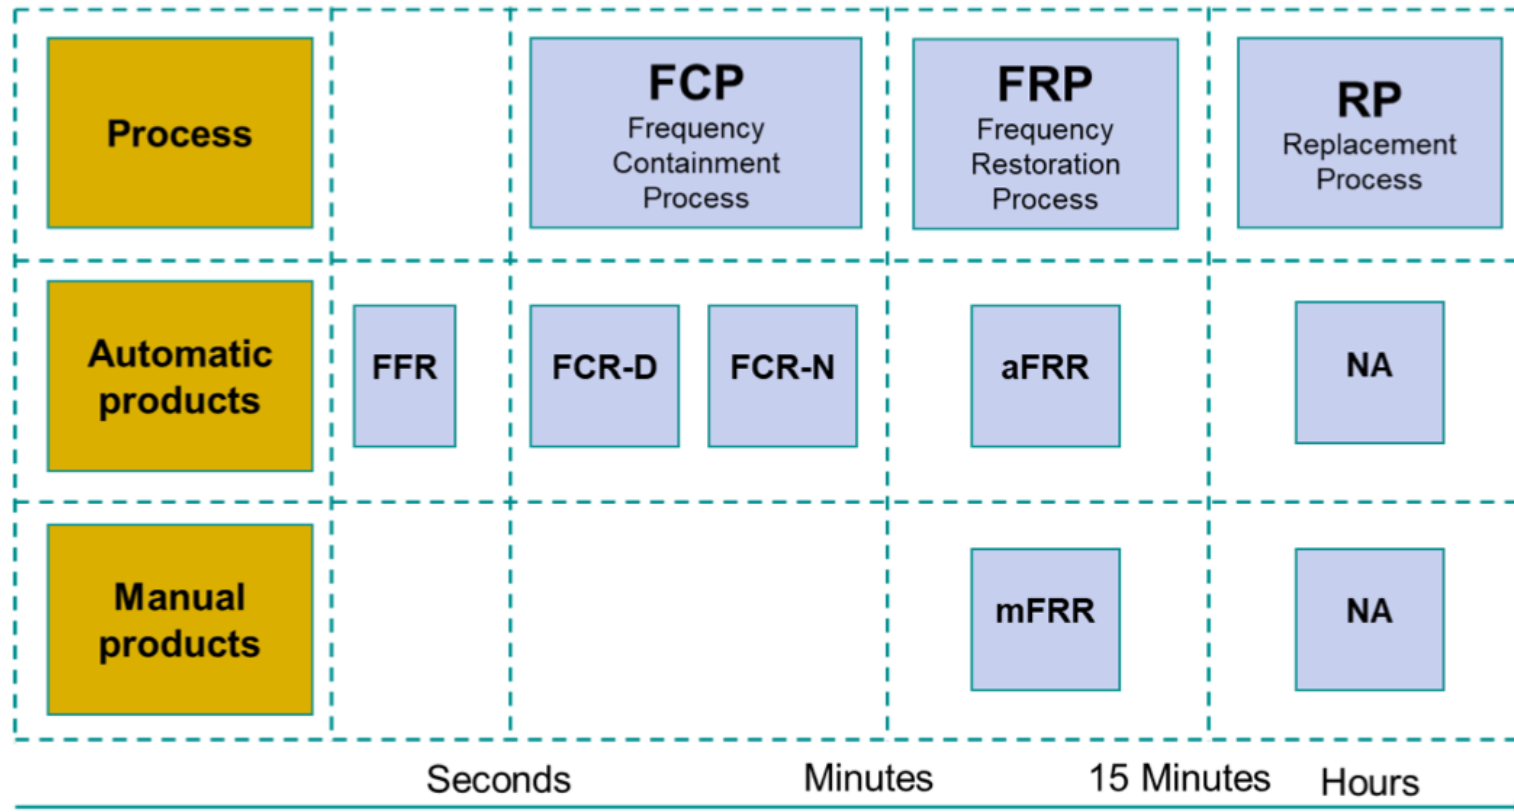 Process
FCP
Frequency
Containment
Process
FRP
Frequency
Restoration
Process
RP
Replacement
Process
Automatic
products
FFR
FCR-D
FCR-N
aFRR
NA
Manual
products
mFRR
NA
Seconds
Minutes
15 Minutes
Hours